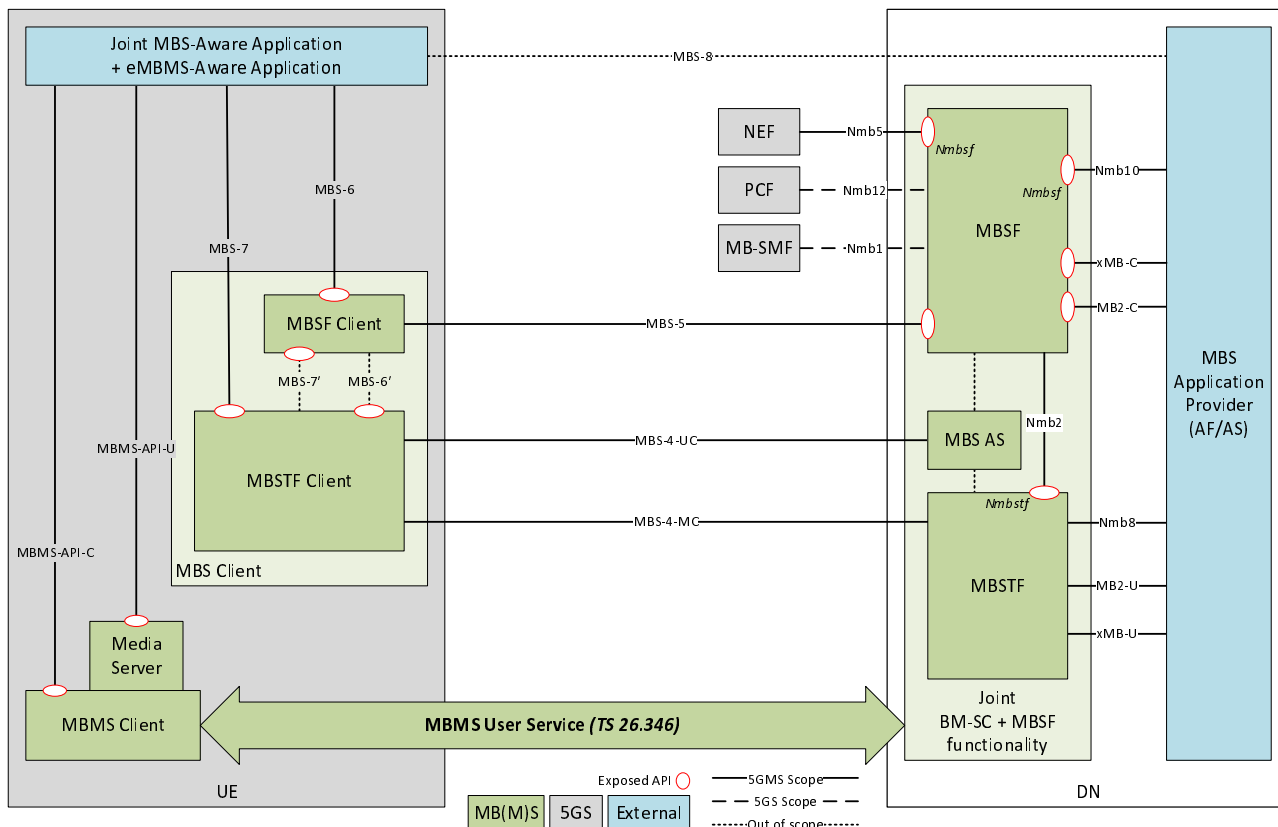 Joint MBS-Aware Application
+ eMBMS-Aware Application
MBS-8
NEF
Nmb5
Nmbsf
PCF
Nmb12
MB-SMF
Nmb1
MBSF
Nmbsf
Nmb10
xMB-C
MB2-C
MBS-6
MBS-7
MBSF Client
MBS-5
MBS-7’
MBS-6’
MBS
Application
Provider
(AF/AS)
MBMS-API-U
MBSTF Client
MBS-4-UC
MBS AS
Nmb2
MBS-4-MC
Nmbstf
Nmb8
MBMS-API-C
MBS Client
MBSTF
MB2-U
xMB-U
Media
Server
MBMS Client
MBMS User Service (TS 26.346)
Joint
BM-SC + MBSF
functionality
UE
DN
Exposed API
5GMS Scope
5GS Scope
Out of scope
MB(M)S
5GS
External